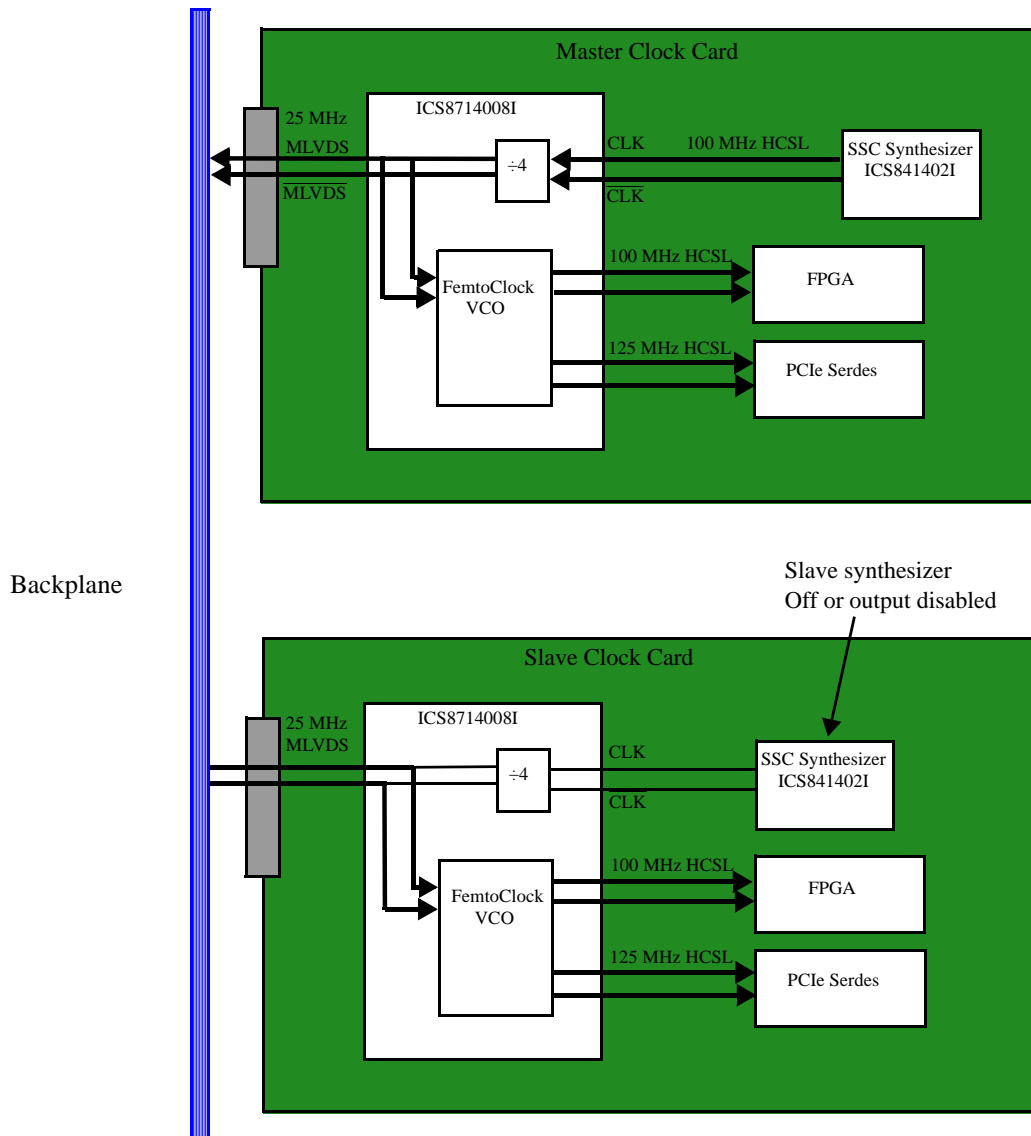 Master Clock Card
ICS8714008I
25 MHz
MLVDS
MLVDS
÷4
CLK
100 MHz HCSL
CLK
SSC Synthesizer
ICS841402I
FemtoClock
VCO
100 MHz HCSL
FPGA
125 MHz HCSL
PCIe Serdes
Backplane
Slave synthesizer
Off or output disabled
Slave Clock Card
ICS8714008I
25 MHz
MLVDS
÷4
CLK
CLK
SSC Synthesizer
ICS841402I
FemtoClock
VCO
100 MHz HCSL
FPGA
125 MHz HCSL
PCIe Serdes